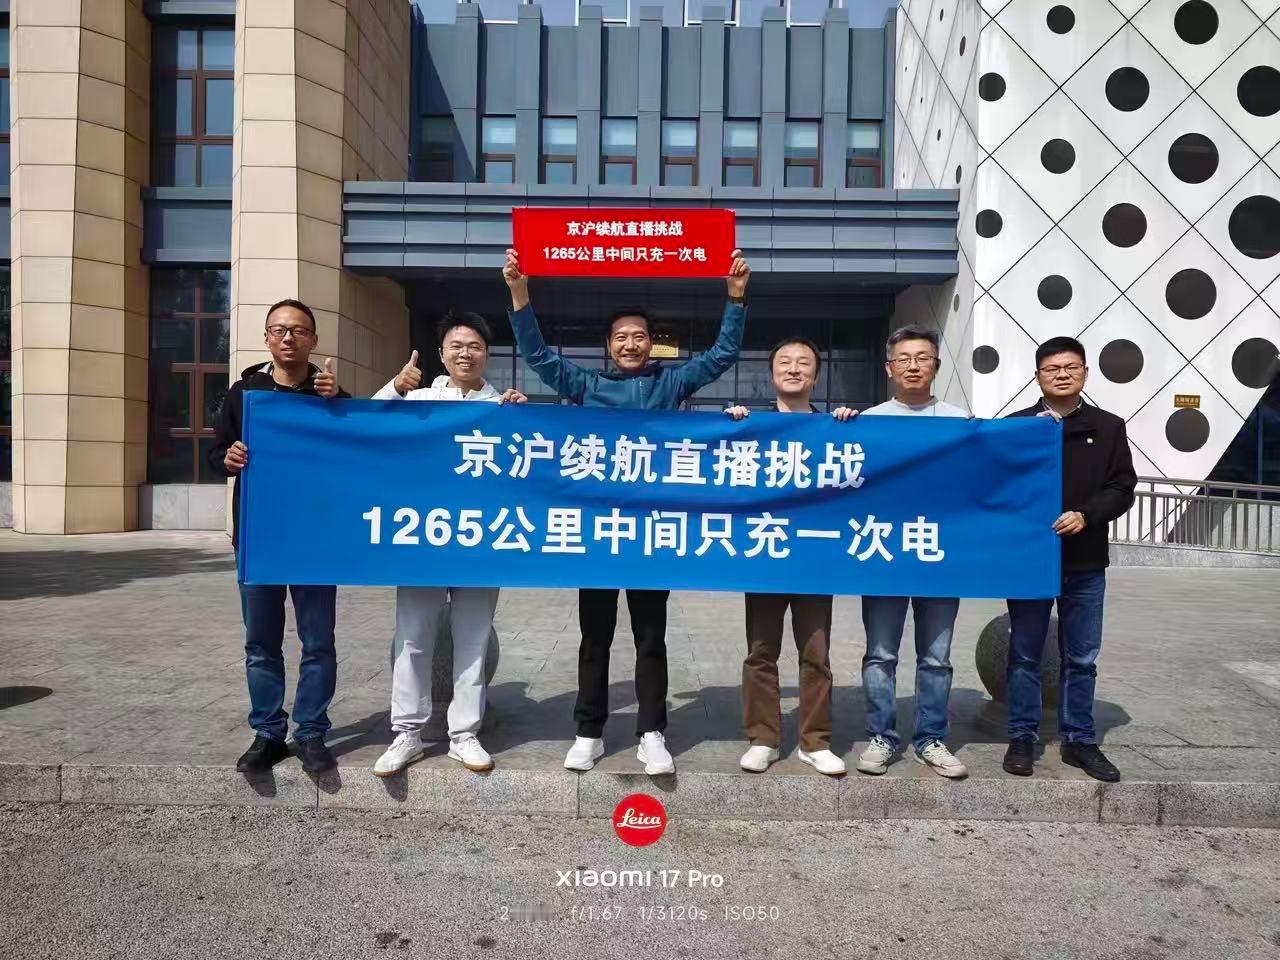 京沪续航直播挑战
1265公里中间只充一次电
京沪续航直播挑战
1265公里中间只充一次电
Leica
xiaomi 17 Pro
f/1.67 1/3120s ISO50